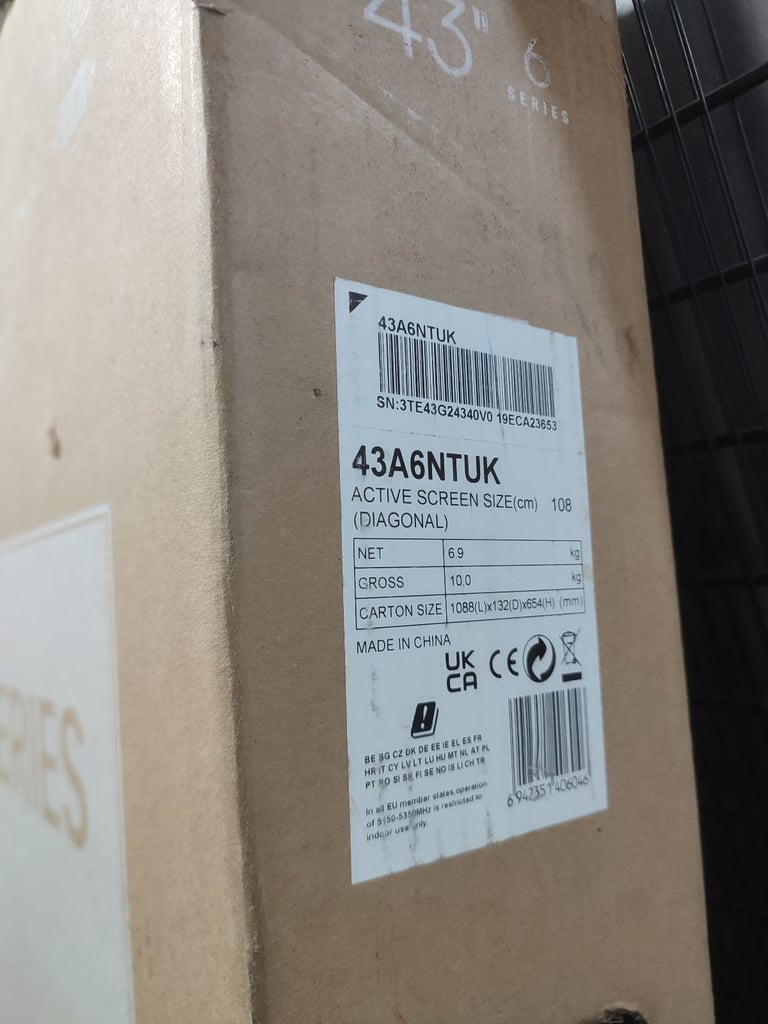 43"
6
SERIES
43A6NTUK
SN:3TE43G24340V0 19ECA23653
43A6NTUK
ACTIVE SCREEN SIZE(cm) 108
(DIAGONAL)
NET 6.9 kg
GROSS 10.0 kg
CARTON SIZE 1088(L)x132(D)x654(H) (mm)
MADE IN CHINA
UK
CA
CE
BE BG CZ DK DE EE IE EL ES FR
HR IT CY LV LT LU HU MT NL AT PL
PT RO SI SK FI SE NO IS LI CH TR
In all EU member states,operation
of 5150-5350MHz is restricted to
indoor use only.
6 942351 406046
ERIES